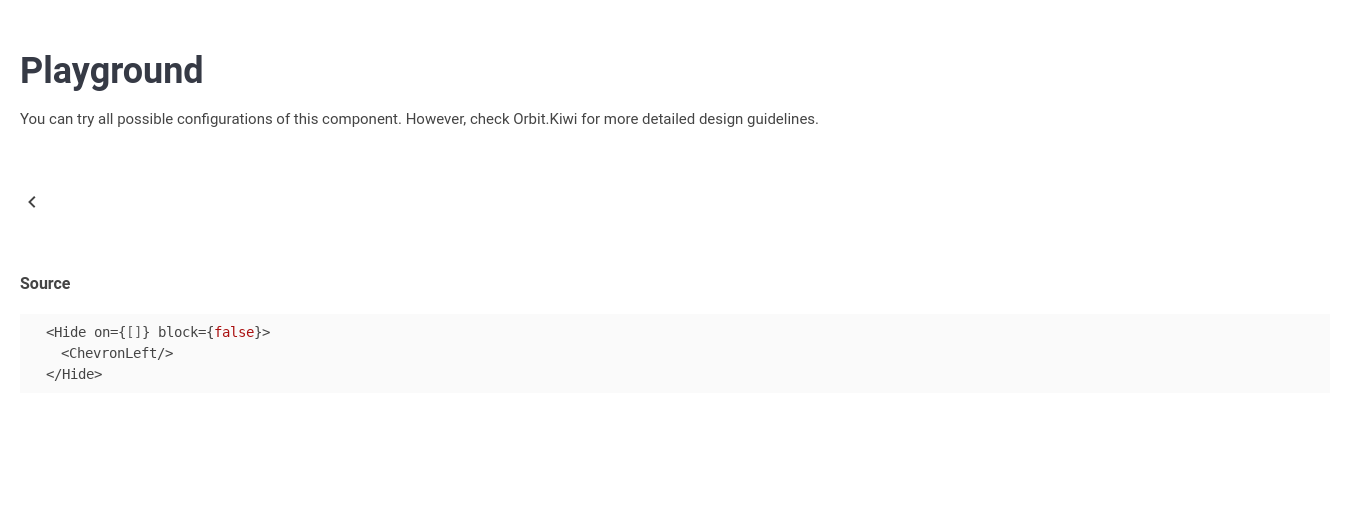 Playground
You can try all possible configurations of this component. However, check Orbit.Kiwi for more detailed design guidelines.
Source
<Hide on={[]} block={false}>
<ChevronLeft/>
</Hide>